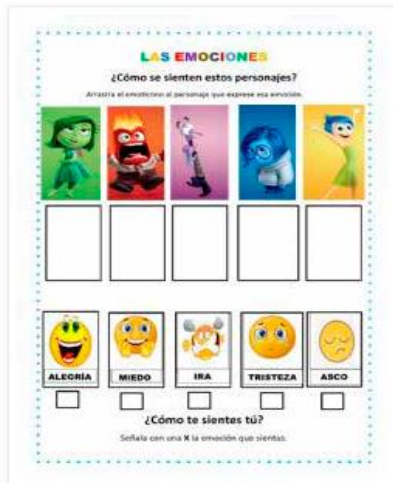 LAS EMOCIONES
¿Cómo se sienten estos personajes?
Arrastra el emoticono al personaje que exprese esa emoción.
ALEGRÍA MIEDO IRA TRISTEZA ASCO
¿Cómo te sientes tú?
Señala con una X la emoción que sientas.